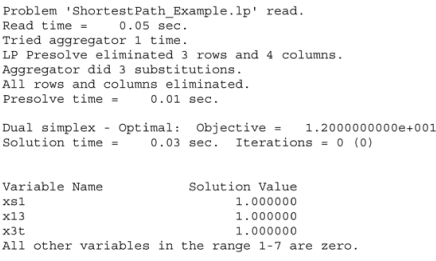 Problem 'ShortestPath_Example.lp' read.
Read time = 0.05 sec.
Tried aggregator 1 time.
LP Presolve eliminated 3 rows and 4 columns.
Aggregator did 3 substitutions.
All rows and columns eliminated.
Presolve time = 0.01 sec.
Dual simplex - Optimal: Objective = 1.2000000000e+001
Solution time = 0.03 sec. Iterations = 0 (0)
Variable Name Solution Value
xs1 1.000000
x13 1.000000
x3t 1.000000
All other variables in the range 1-7 are zero.